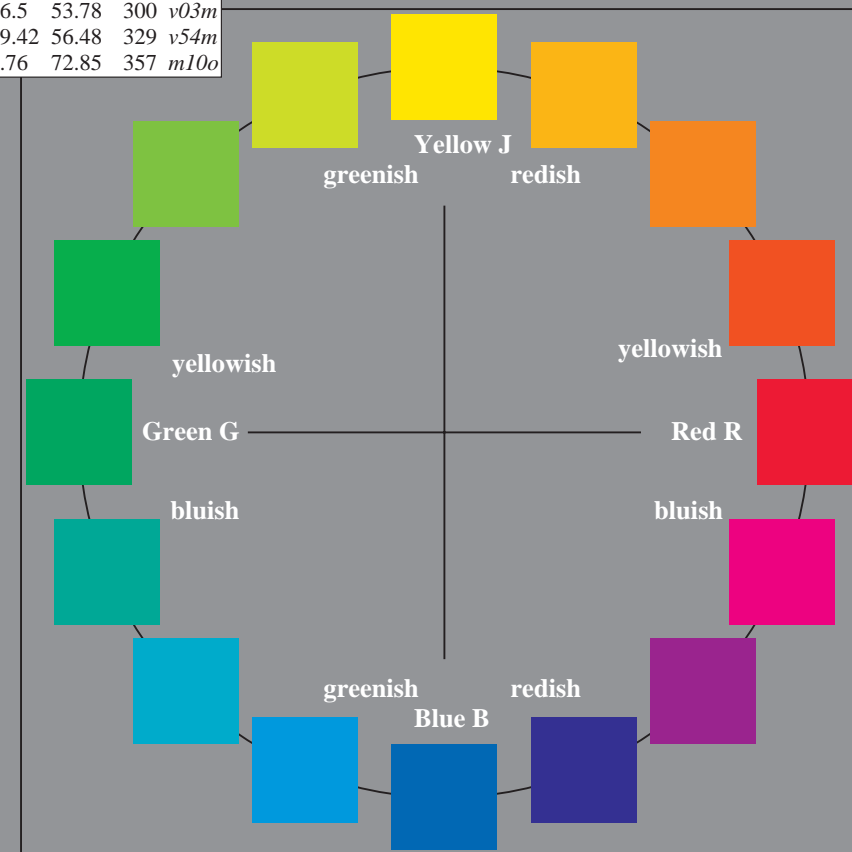 6.5 53.78 300 v03m
9.42 56.48 329 v54m
.76 72.85 357 m10o
Yellow J
greenish redish
yellowish yellowish
Green G Red R
bluish bluish
greenish redish
Blue B